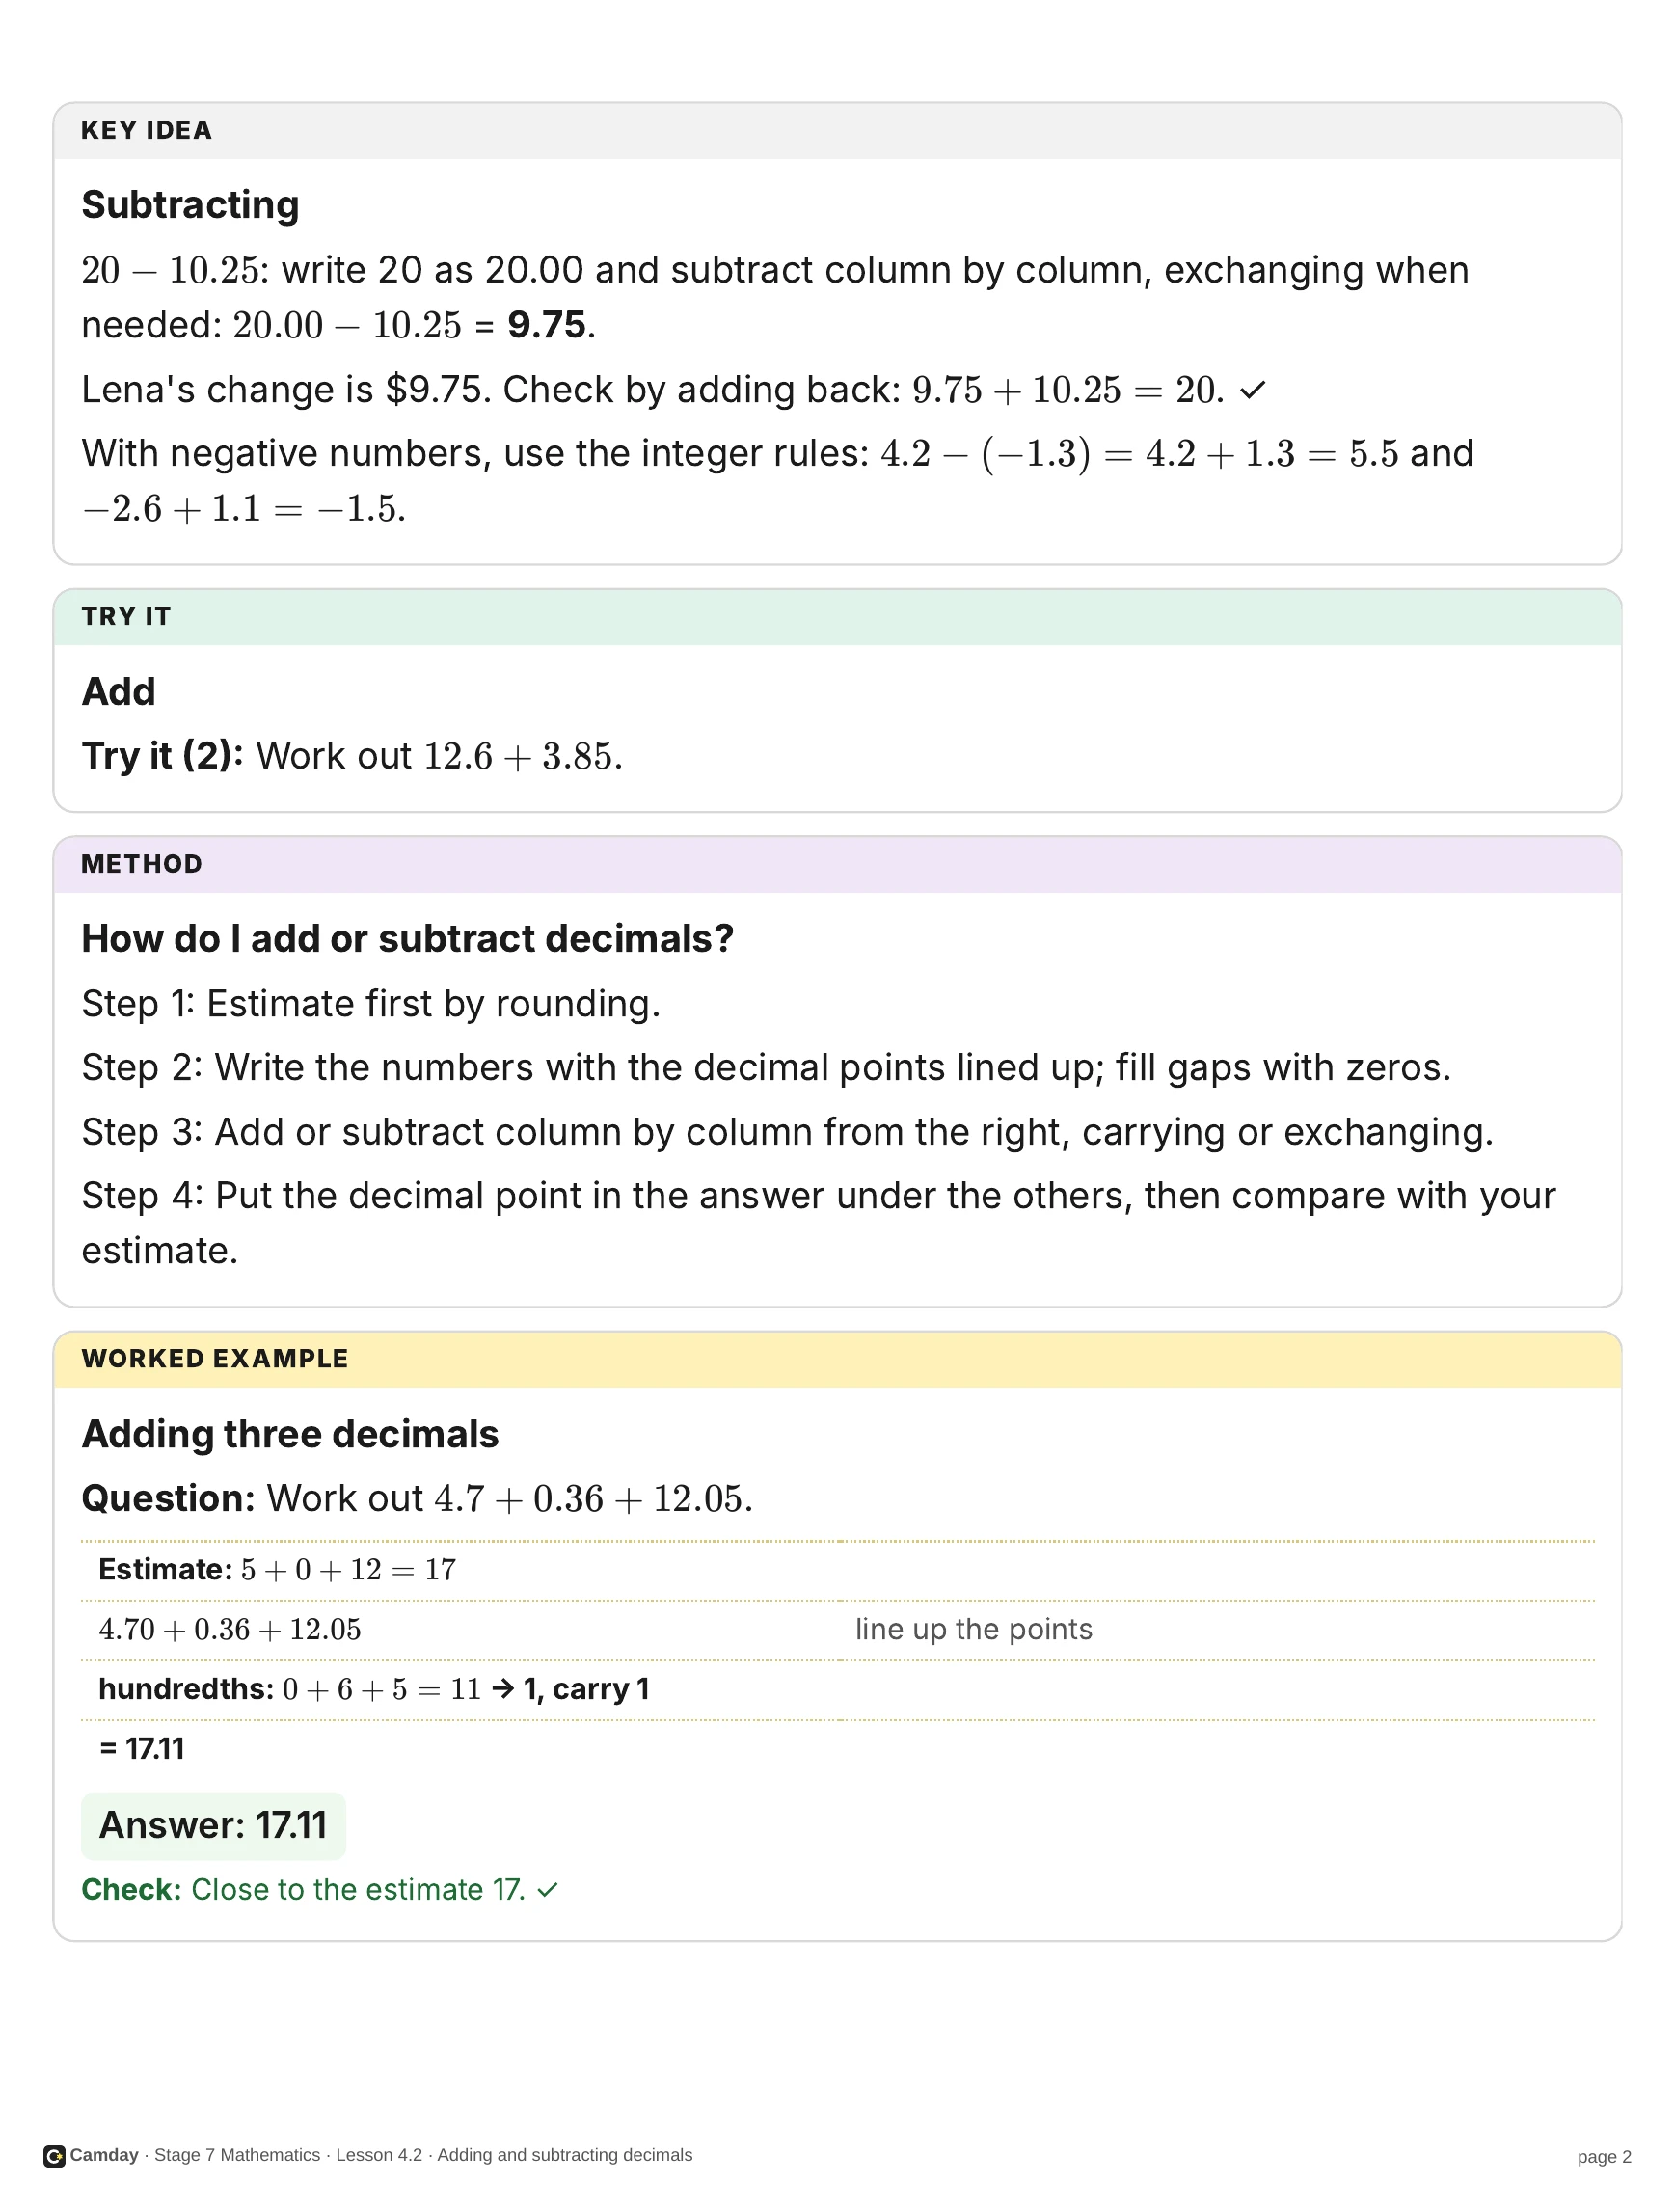 KEY IDEA
Subtracting
20 − 10.25: write 20 as 20.00 and subtract column by column, exchanging when
needed: 20.00 − 10.25 = 9.75.
Lena's change is $9.75. Check by adding back: 9.75 + 10.25 = 20. ✓
With negative numbers, use the integer rules: 4.2 − (−1.3) = 4.2 + 1.3 = 5.5 and
−2.6 + 1.1 = −1.5.
TRY IT
Add
Try it (2): Work out 12.6 + 3.85.
METHOD
How do I add or subtract decimals?
Step 1: Estimate first by rounding.
Step 2: Write the numbers with the decimal points lined up; fill gaps with zeros.
Step 3: Add or subtract column by column from the right, carrying or exchanging.
Step 4: Put the decimal point in the answer under the others, then compare with your
estimate.
WORKED EXAMPLE
Adding three decimals
Question: Work out 4.7 + 0.36 + 12.05.
Estimate: 5 + 0 + 12 = 17
4.70 + 0.36 + 12.05 line up the points
hundredths: 0 + 6 + 5 = 11 → 1, carry 1
= 17.11
Answer: 17.11
Check: Close to the estimate 17. ✓
Camday · Stage 7 Mathematics · Lesson 4.2 · Adding and subtracting decimals page 2